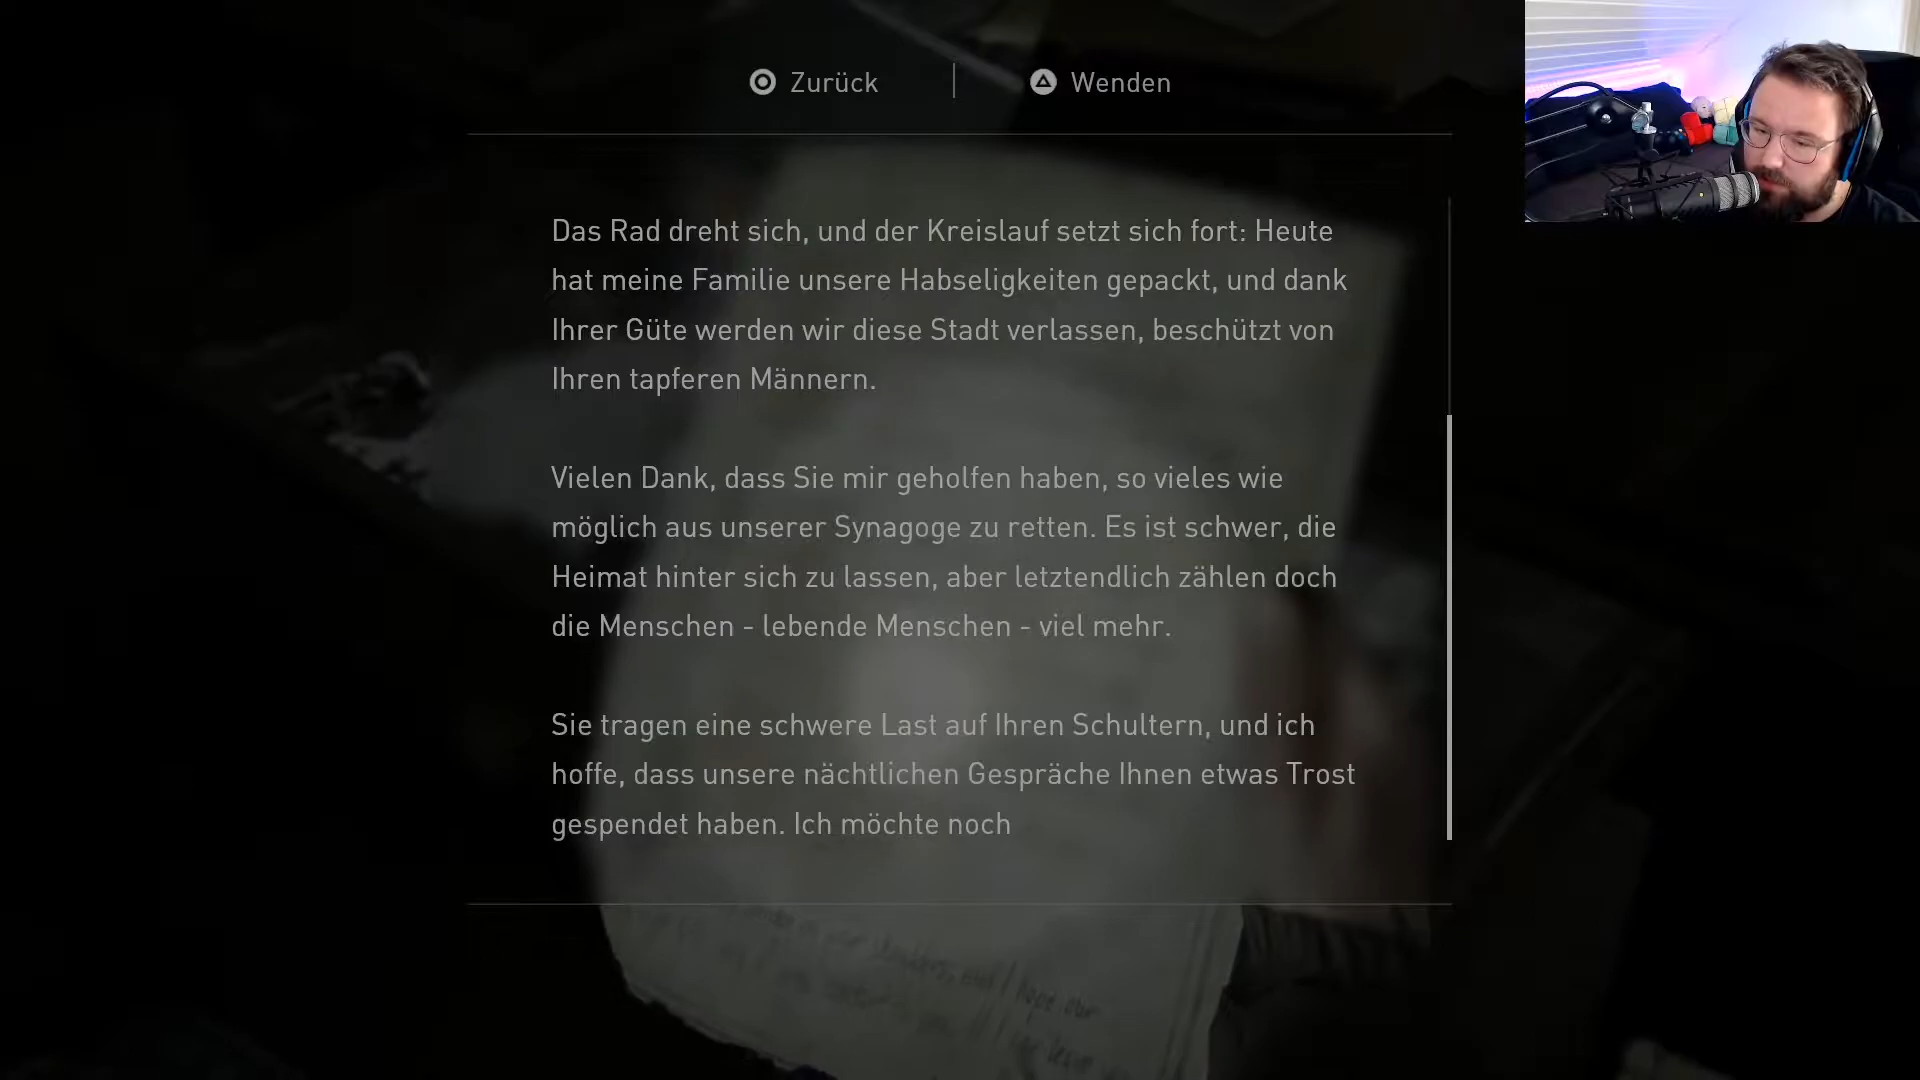 Zurück
Wenden
Das Rad dreht sich, und der Kreislauf setzt sich fort: Heute
hat meine Familie unsere Habseligkeiten gepackt, und dank
Ihrer Güte werden wir diese Stadt verlassen, beschützt von
Ihren tapferen Männern.
Vielen Dank, dass Sie mir geholfen haben, so vieles wie
möglich aus unserer Synagoge zu retten. Es ist schwer, die
Heimat hinter sich zu lassen, aber letztendlich zählen doch
die Menschen - lebende Menschen - viel mehr.
Sie tragen eine schwere Last auf Ihren Schultern, und ich
hoffe, dass unsere nächtlichen Gespräche Ihnen etwas Trost
gespendet haben. Ich möchte noch
shoulders, and I hope our